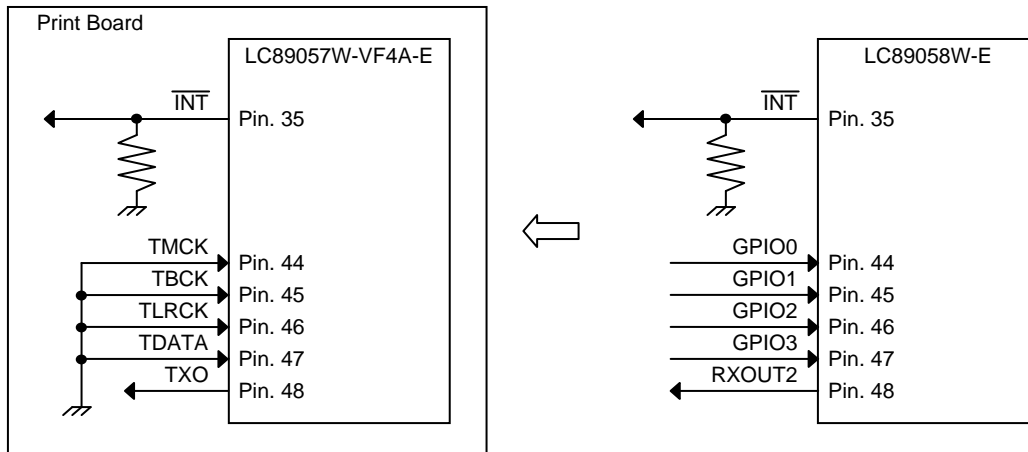 Print Board
LC89057W-VF4A-E
INT
Pin. 35
TMCK
Pin. 44
TBCK
Pin. 45
TLRCK
Pin. 46
TDATA
Pin. 47
TXO
Pin. 48
LC89058W-E
INT
Pin. 35
GPIO0
Pin. 44
GPIO1
Pin. 45
GPIO2
Pin. 46
GPIO3
Pin. 47
RXOUT2
Pin. 48